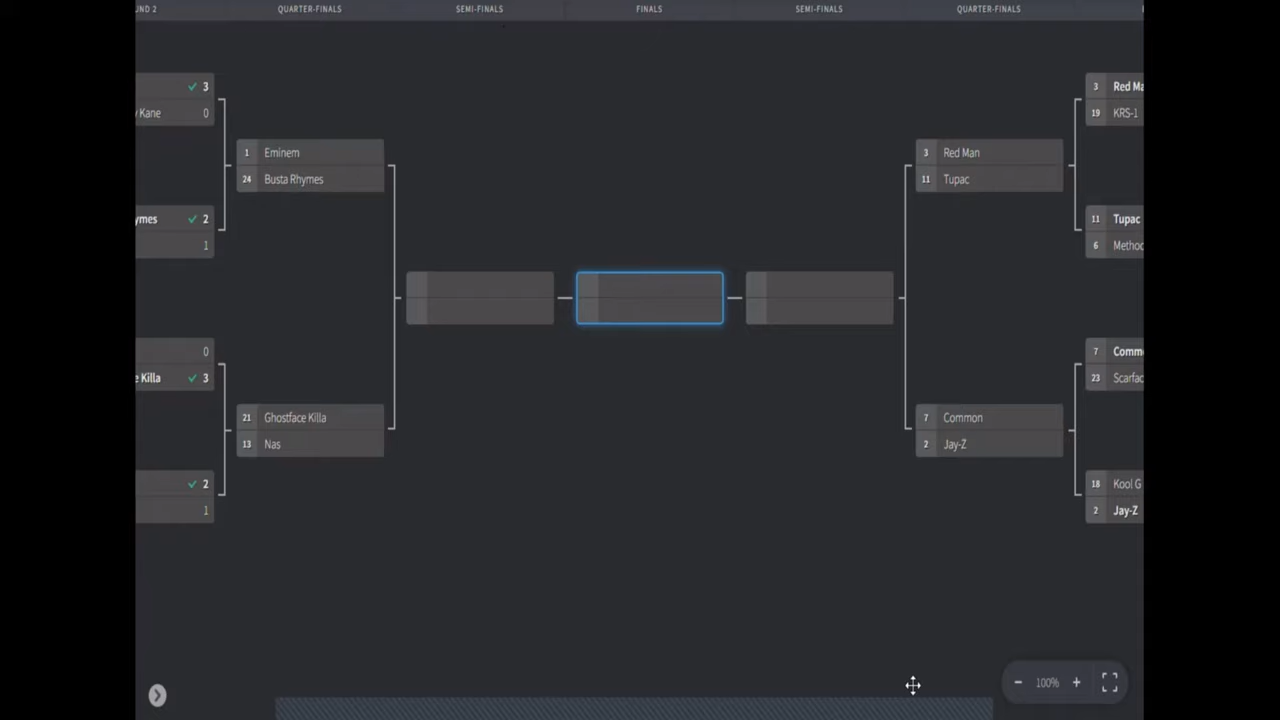 UND 2 QUARTER-FINALS SEMI-FINALS FINALS SEMI-FINALS QUARTER-FINALS
3
y Kane 0
ymes 2
1
0
e Killa 3
2
1
1 Eminem
24 Busta Rhymes
21 Ghostface Killa
13 Nas
3 Red Man
11 Tupac
7 Common
2 Jay-Z
3 Red Ma
19 KRS-1
11 Tupac
6 Method
7 Comm
23 Scarfac
18 Kool G
2 Jay-Z
100%